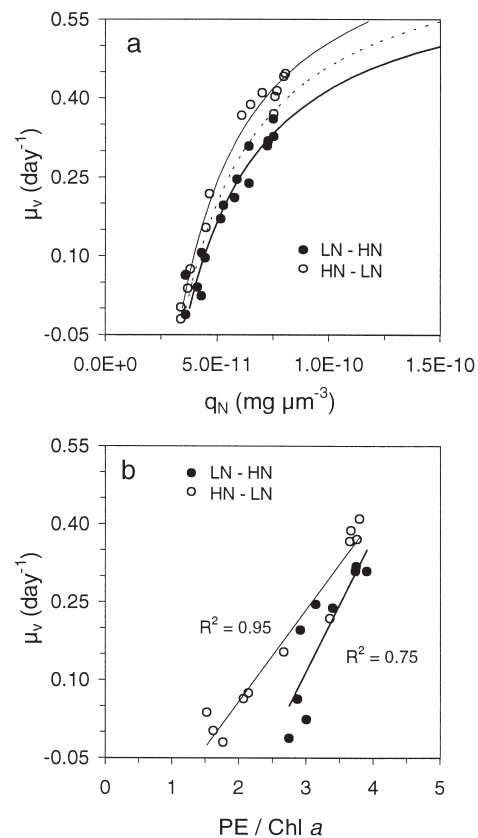 a
0.55
0.40
0.25
0.10
-0.05
μv (day-1)
LN - HN
HN - LN
0.0E+0 5.0E-11 1.0E-10 1.5E-10
qN (mg μm-3)
b
0.55
0.40
0.25
0.10
-0.05
μv (day-1)
LN - HN
HN - LN
R2 = 0.95
R2 = 0.75
0 1 2 3 4 5
PE / Chl a